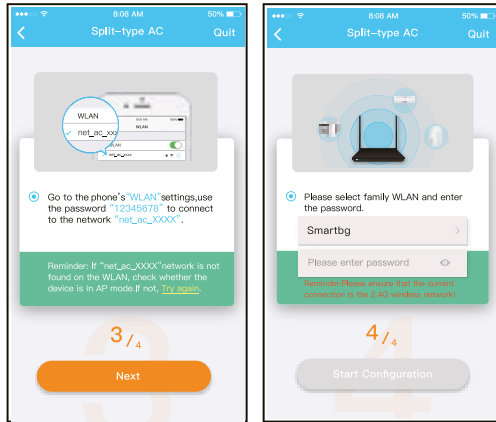 8:08 AM
50%
Split-type AC
Quit
WLAN
net_ac_xxx
WLAN
WLAN
Go to the phone's"WLAN"settings,use
the password "12345678" to connect
to the network "net_ac_XXXX".
Reminder: If "net_ac_XXXX"network is not
found on the WLAN, check whether the
device is in AP mode.If not, Try again.
3/4
Next
8:08 AM
50%
Split-type AC
Quit
Please select family WLAN and enter
the password.
Smartbg
Please enter password
Reminder:Please ensure that the current
connection is the 2.4G wireless network!
4/4
Start Configuration